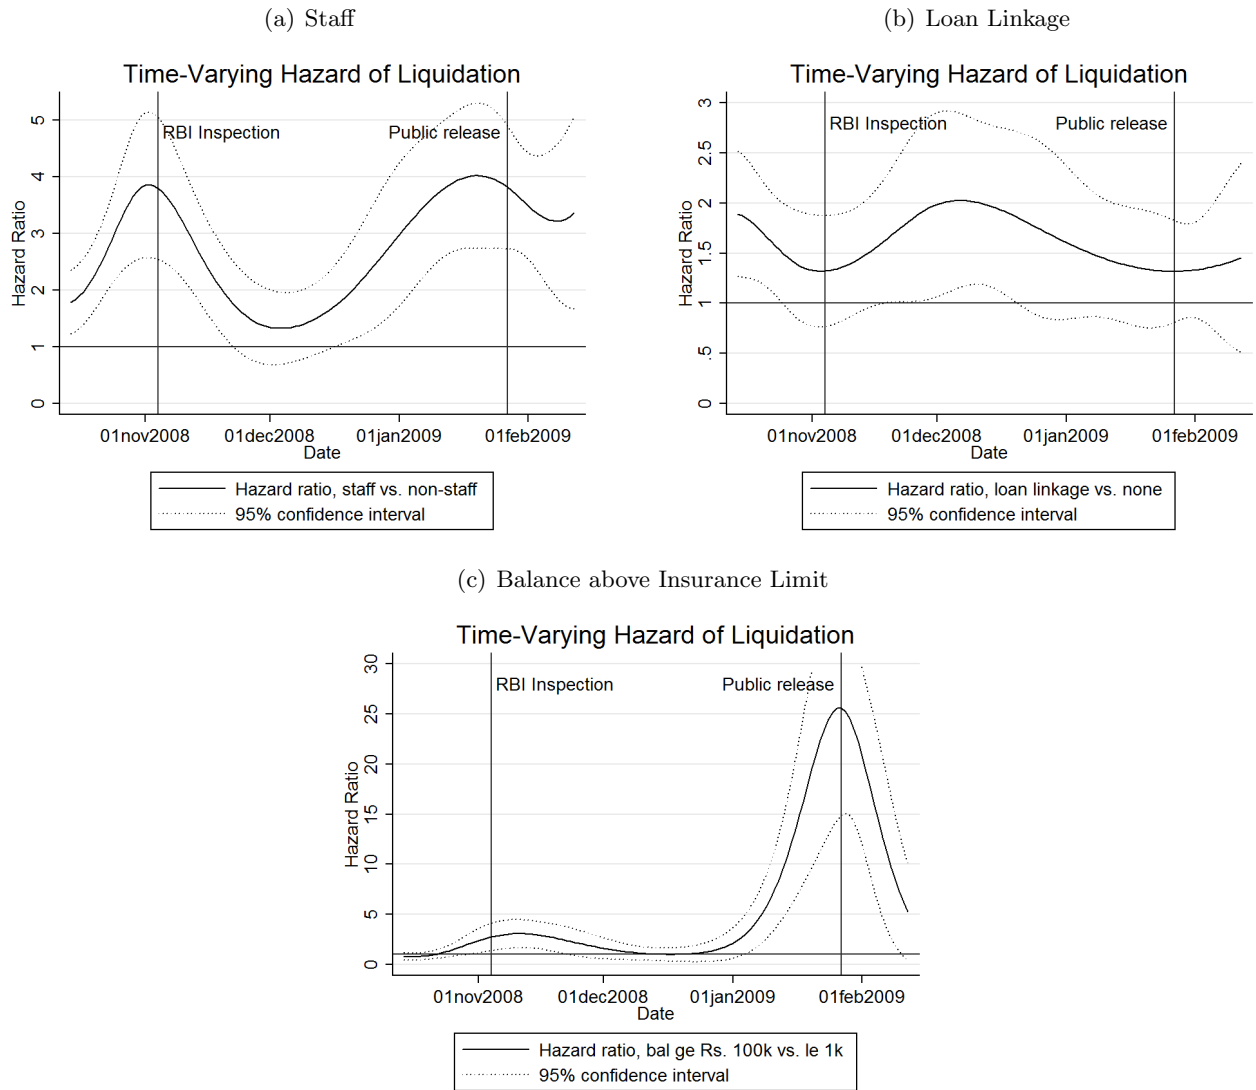 (a) Staff
Time-Varying Hazard of Liquidation
Hazard Ratio
5
4
3
2
1
0
RBI Inspection
Public release
01nov2008
01dec2008
01jan2009
01feb2009
Date
Hazard ratio, staff vs. non-staff
95% confidence interval
(b) Loan Linkage
Time-Varying Hazard of Liquidation
Hazard Ratio
3
2.5
2
1.5
1
.5
0
RBI Inspection
Public release
01nov2008
01dec2008
01jan2009
01feb2009
Date
Hazard ratio, loan linkage vs. none
95% confidence interval
(c) Balance above Insurance Limit
Time-Varying Hazard of Liquidation
Hazard Ratio
30
25
20
15
10
5
0
RBI Inspection
Public release
01nov2008
01dec2008
01jan2009
01feb2009
Date
Hazard ratio, bal ge Rs. 100k vs. le 1k
95% confidence interval